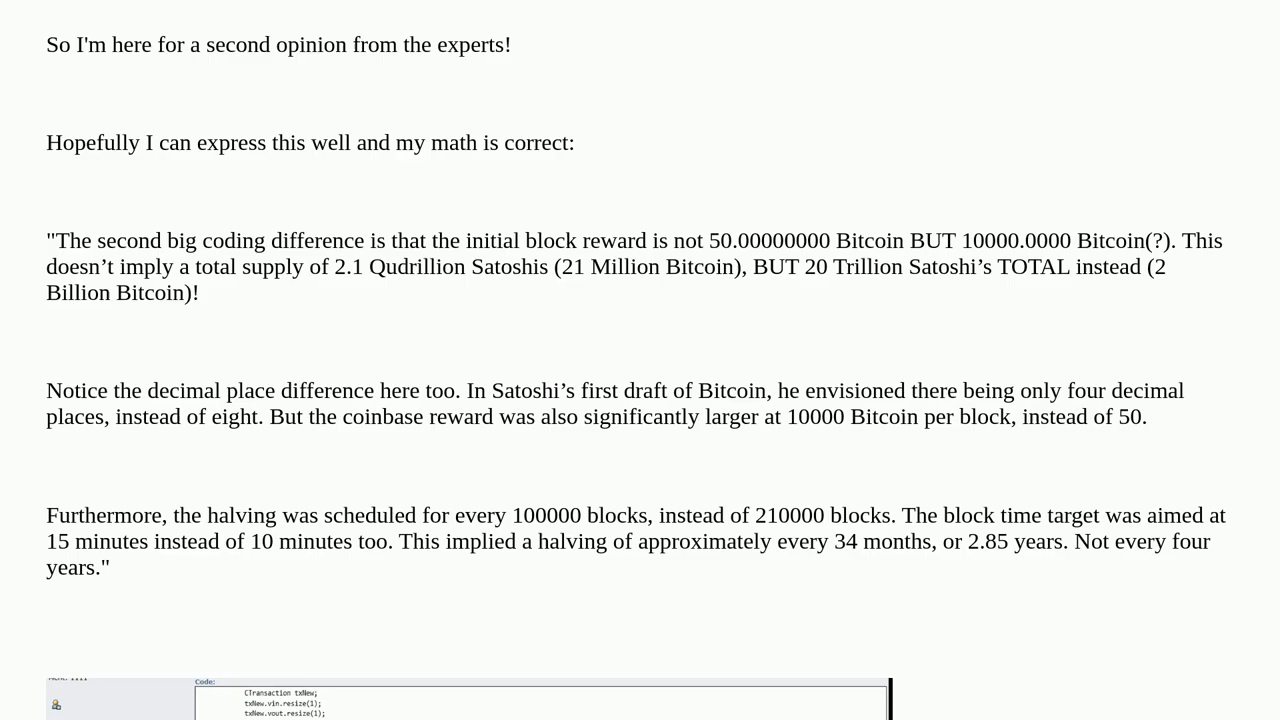 So I'm here for a second opinion from the experts!
Hopefully I can express this well and my math is correct:
"The second big coding difference is that the initial block reward is not 50.00000000 Bitcoin BUT 10000.0000 Bitcoin(?). This
doesn’t imply a total supply of 2.1 Qudrillion Satoshis (21 Million Bitcoin), BUT 20 Trillion Satoshi’s TOTAL instead (2
Billion Bitcoin)!
Notice the decimal place difference here too. In Satoshi’s first draft of Bitcoin, he envisioned there being only four decimal
places, instead of eight. But the coinbase reward was also significantly larger at 10000 Bitcoin per block, instead of 50.
Furthermore, the halving was scheduled for every 100000 blocks, instead of 210000 blocks. The block time target was aimed at
15 minutes instead of 10 minutes too. This implied a halving of approximately every 34 months, or 2.85 years. Not every four
years."
Code:
CTransaction txNew;
txNew.vin.resize(1);
txNew.vout.resize(1);